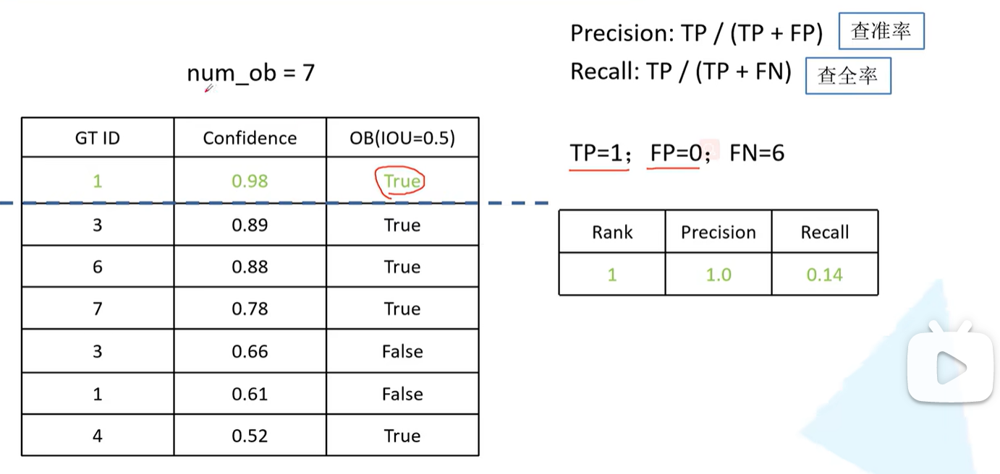 num_ob = 7
GT ID Confidence OB(IOU=0.5)
1 0.98 True
3 0.89 True
6 0.88 True
7 0.78 True
3 0.66 False
1 0.61 False
4 0.52 True
Precision: TP / (TP + FP) 查准率
Recall: TP / (TP + FN) 查全率
TP=1； FP=0； FN=6
Rank Precision Recall
1 1.0 0.14